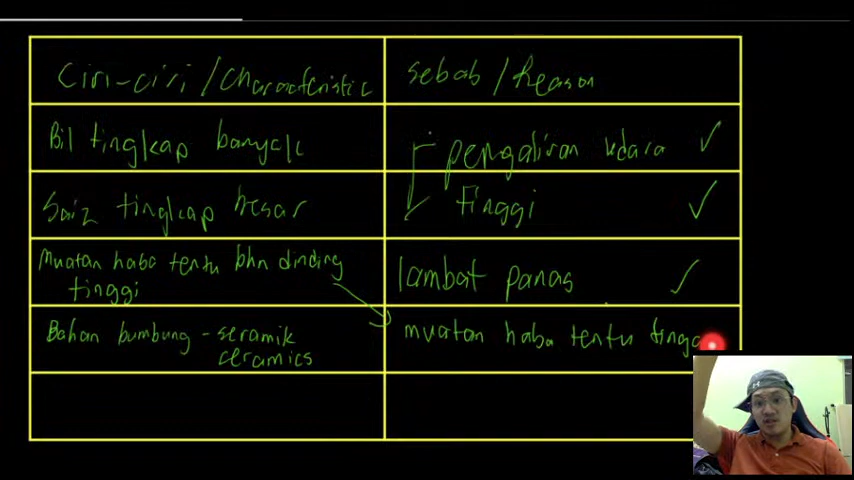 Ciri-ciri/Characteristic
sebab/Reason
Bil tingkap banyak
pengaliran udara ✓
Saiz tingkap besar
tinggi ✓
Muatan haba tentu bhn dinding
tinggi
lambat panas ✓
Bahan bumbung - seramik
ceramics
muatan haba tentu